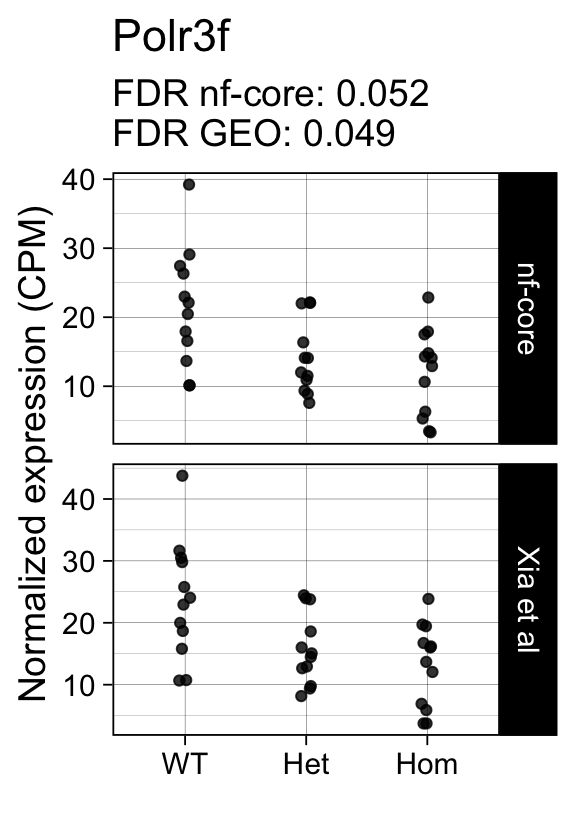 Polr3f
FDR nf-core: 0.052
FDR GEO: 0.049
Normalized expression (CPM)
40
30
20
10
nf-core
40
30
20
10
Xia et al
WT Het Hom